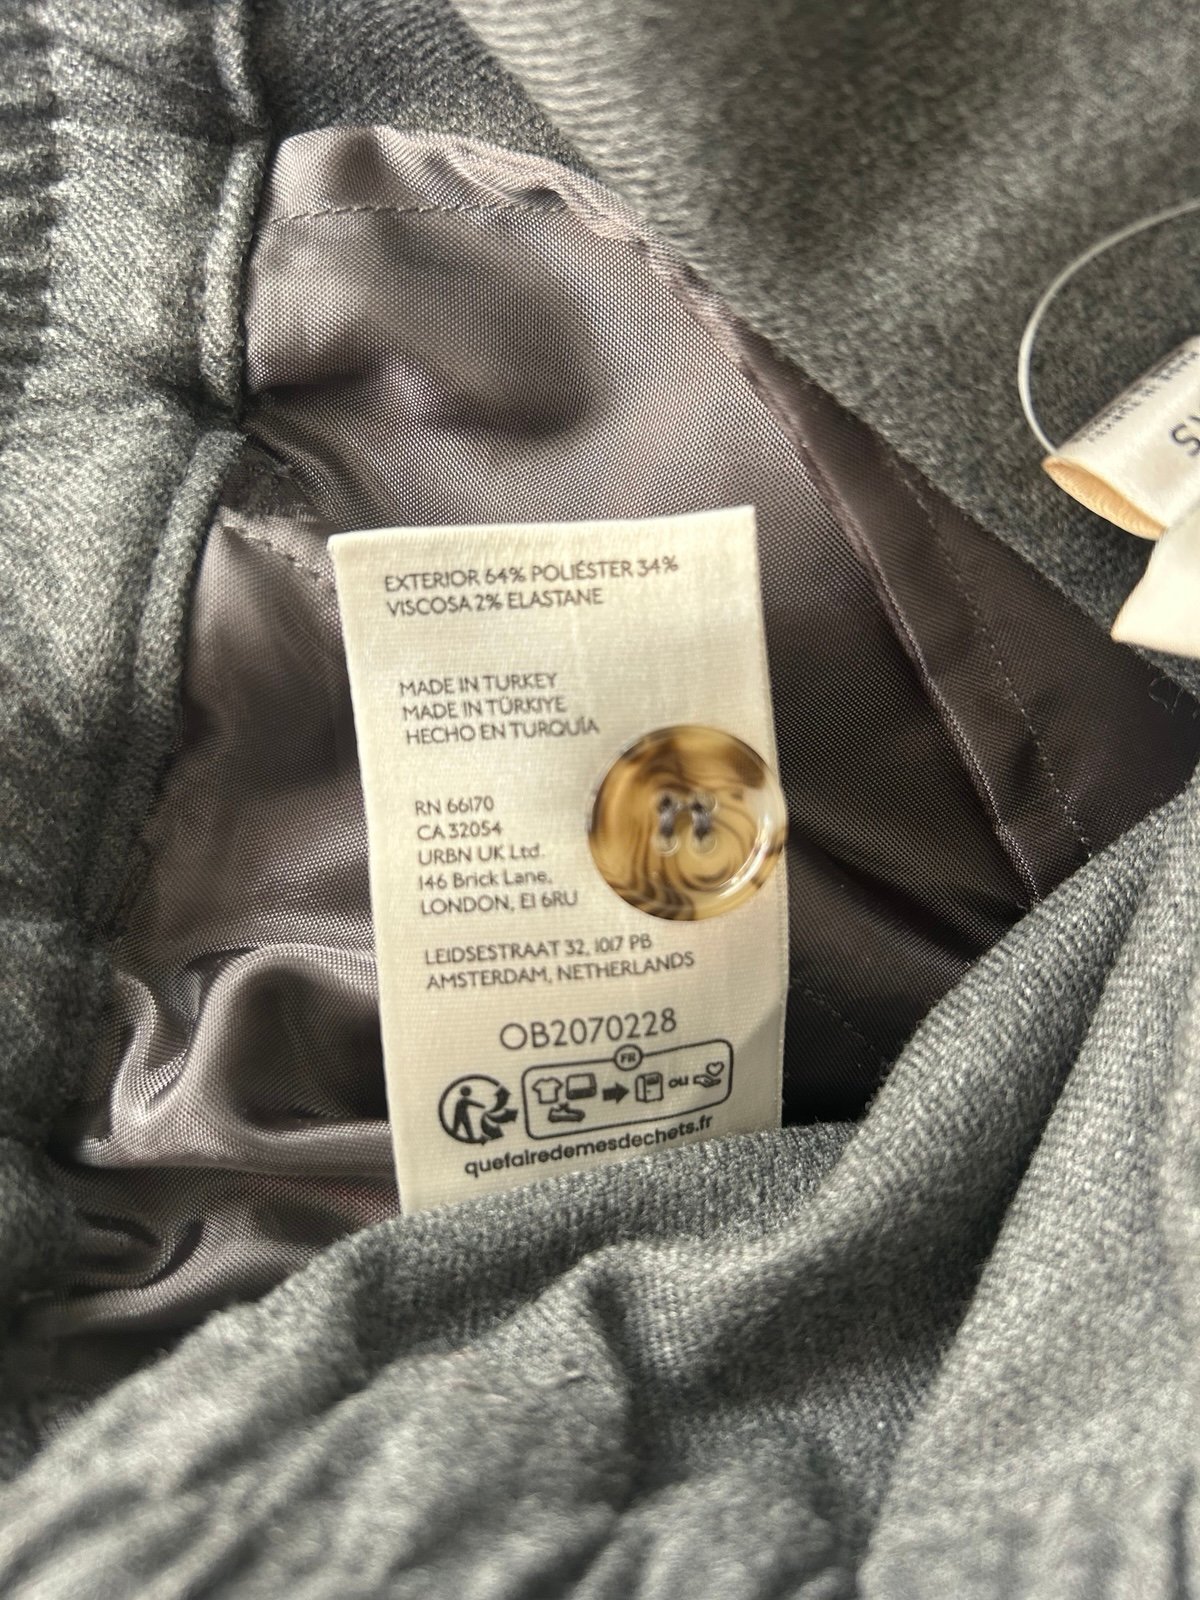 EXTERIOR 64% POLIÉSTER 34%
VISCOSA 2% ELASTANE
MADE IN TURKEY
MADE IN TÜRKIYE
HECHO EN TURQUÍA
RN 66170
CA 32054
URBN UK Ltd.
146 Brick Lane,
LONDON, E1 6RU
LEIDSESTRAAT 32, 1017 PB
AMSTERDAM, NETHERLANDS
OB2070228
FR
OU
quefairedemesdechets.fr